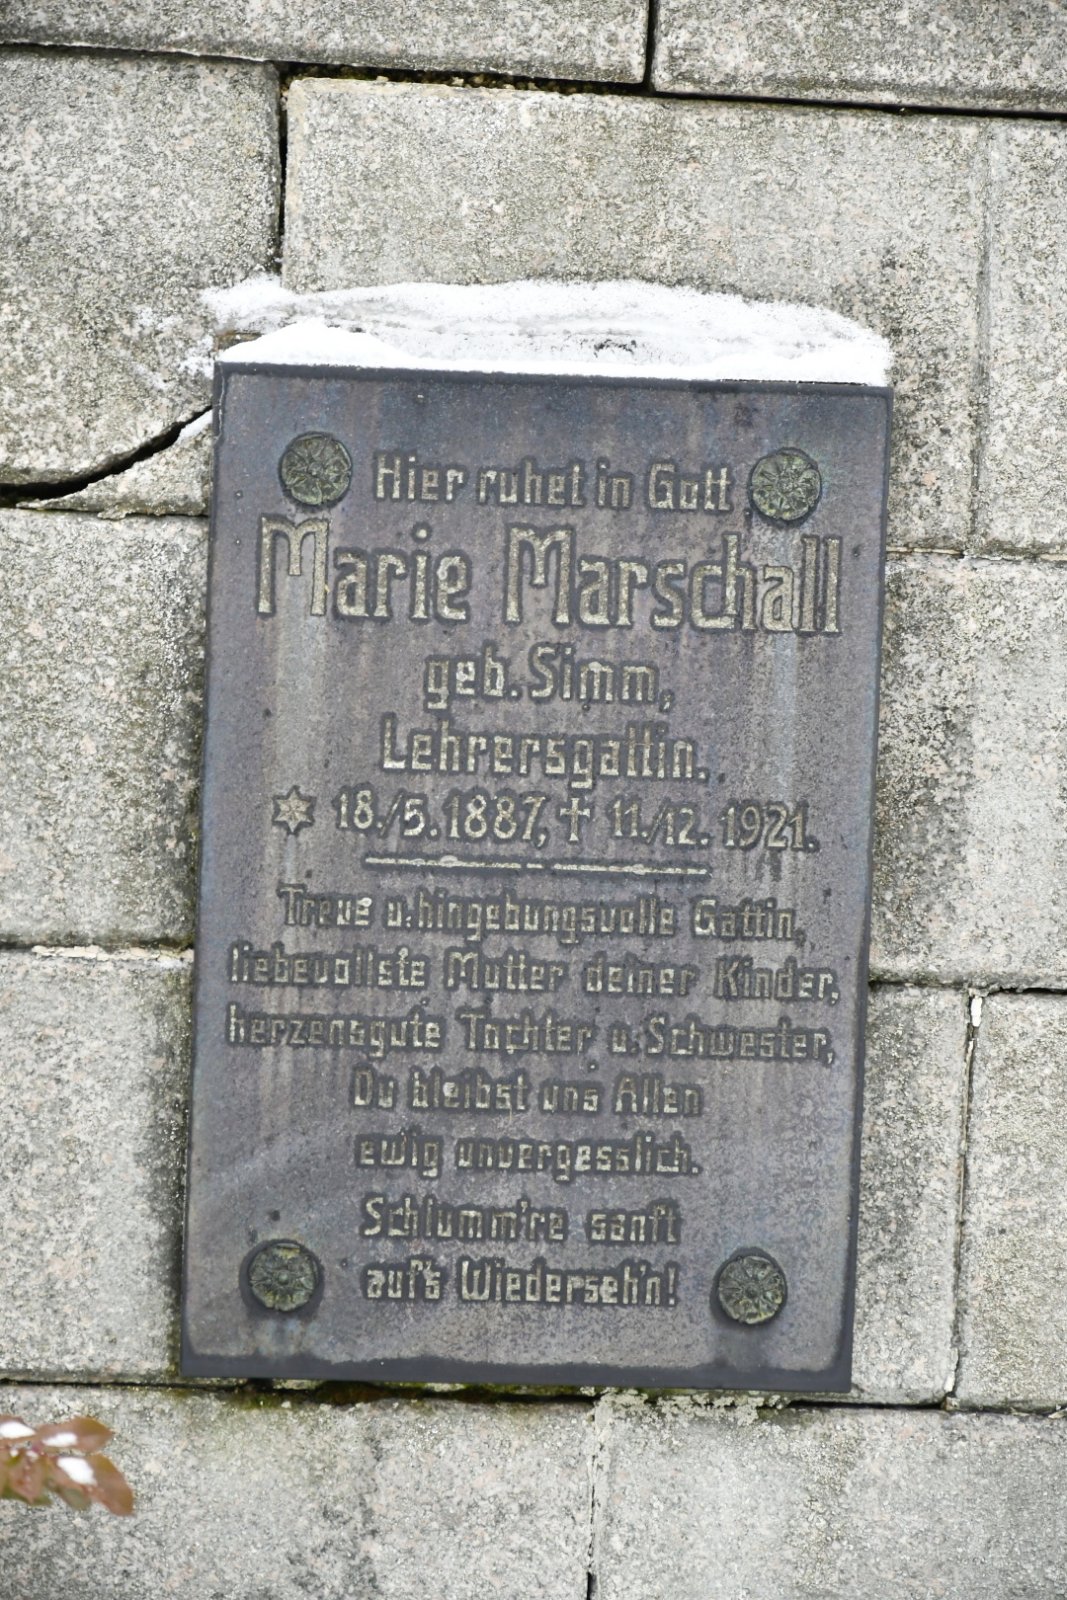 Hier ruhet in Gott
Marie Marschall
geb. Simm,
Lehrersgattin.
✡ 18./5. 1887, ✝ 11./12. 1921.
Treue u. hingebungsvolle Gattin,
liebevollste Mutter deiner Kinder,
herzensgute Tochter u. Schwester,
Du bleibst uns Allen
ewig unvergesslich.
Schlumm're sanft
auf's Wiederseh'n!